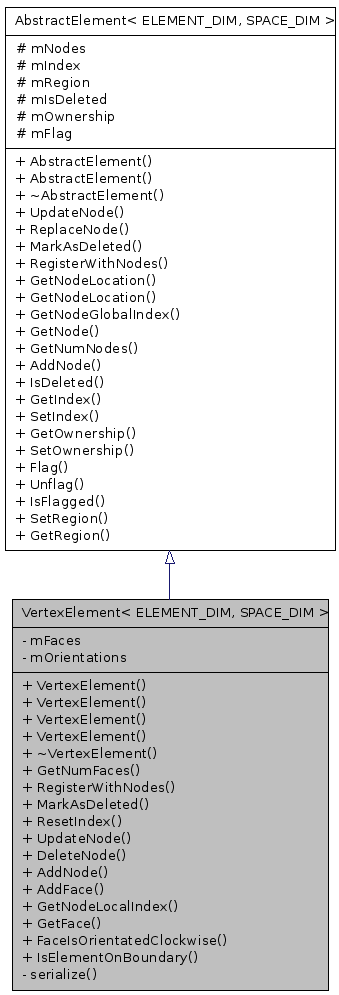 AbstractElement< ELEMENT_DIM, SPACE_DIM >
# mNodes
# mIndex
# mRegion
# mIsDeleted
# mOwnership
# mFlag
+ AbstractElement()
+ AbstractElement()
+ ~AbstractElement()
+ UpdateNode()
+ ReplaceNode()
+ MarkAsDeleted()
+ RegisterWithNodes()
+ GetNodeLocation()
+ GetNodeLocation()
+ GetNodeGlobalIndex()
+ GetNode()
+ GetNumNodes()
+ AddNode()
+ IsDeleted()
+ GetIndex()
+ SetIndex()
+ GetOwnership()
+ SetOwnership()
+ Flag()
+ Unflag()
+ IsFlagged()
+ SetRegion()
+ GetRegion()
VertexElement< ELEMENT_DIM, SPACE_DIM >
- mFaces
- mOrientations
+ VertexElement()
+ VertexElement()
+ VertexElement()
+ VertexElement()
+ ~VertexElement()
+ GetNumFaces()
+ RegisterWithNodes()
+ MarkAsDeleted()
+ ResetIndex()
+ UpdateNode()
+ DeleteNode()
+ AddNode()
+ AddFace()
+ GetNodeLocalIndex()
+ GetFace()
+ FaceIsOrientatedClockwise()
+ IsElementOnBoundary()
- serialize()